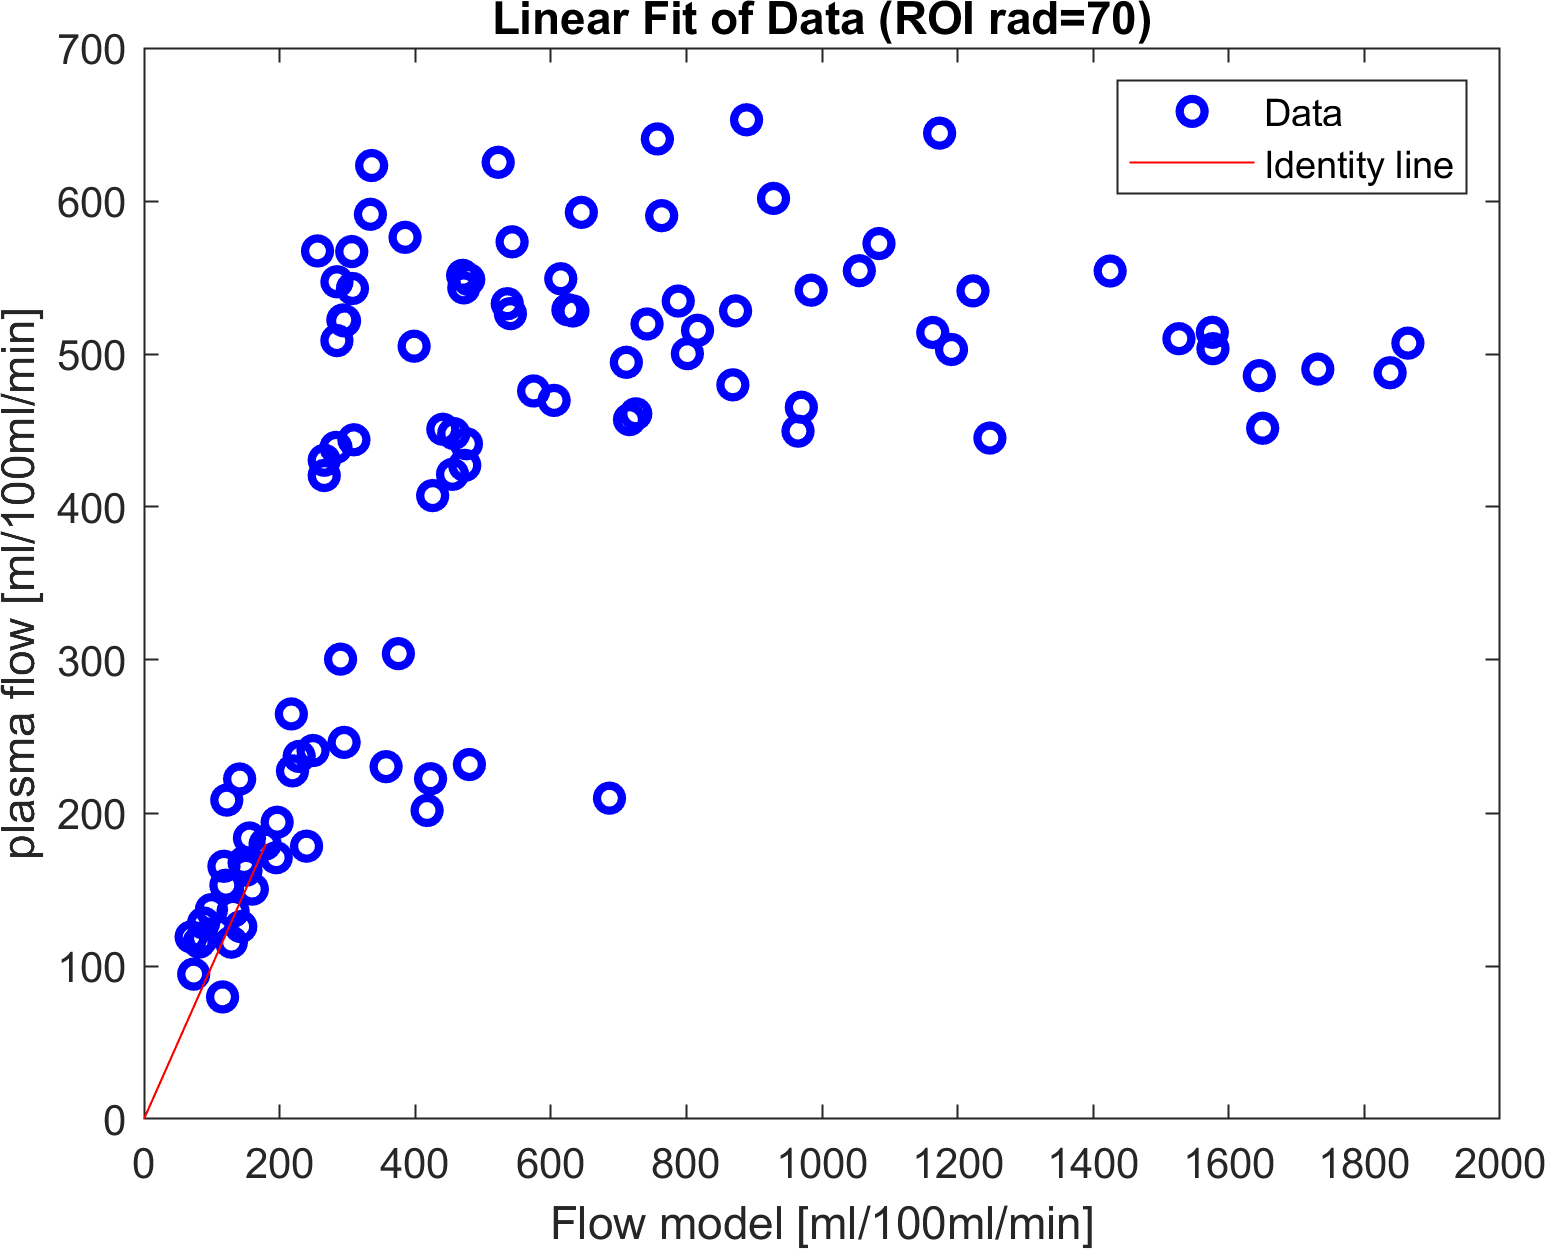 Linear Fit of Data (ROI rad=70)
700
600
500
400
300
200
100
0
plasma flow [ml/100ml/min]
Data
Identity line
0 200 400 600 800 1000 1200 1400 1600 1800 2000
Flow model [ml/100ml/min]